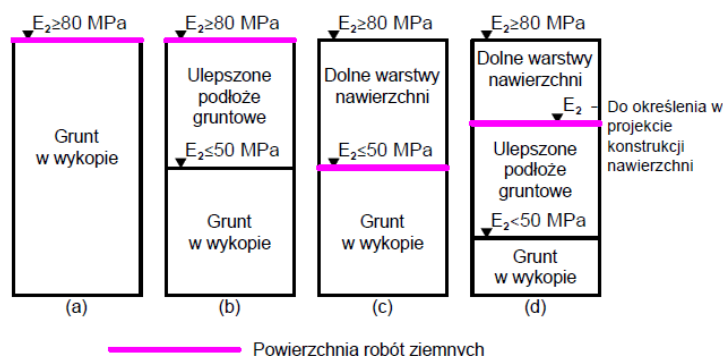 E₂≥80 MPa
E₂≥80 MPa
E₂≥80 MPa
E₂≥80 MPa
Grunt
w wykopie
(a)
Ulepszone
podłoże
gruntowe
E₂≤50 MPa
Grunt
w wykopie
(b)
Dolne warstwy
nawierzchni
E₂≤50 MPa
Grunt
w wykopie
(c)
Dolne warstwy
nawierzchni
E₂ – Do określenia w
projekcie
konstrukcji
nawierzchni
Ulepszone
podłoże
gruntowe
E₂<50 MPa
Grunt
w wykopie
(d)
Powierzchnia robót ziemnych